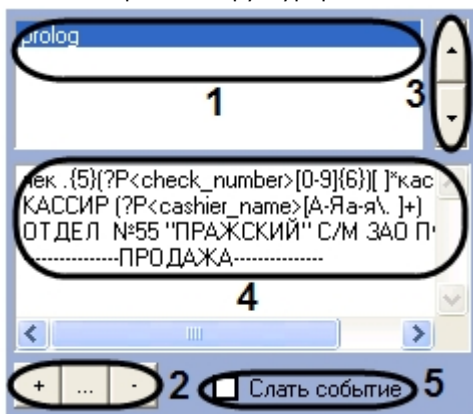 prolog
1
3
чек .{5}(?P<check_number>[0-9]{6})[ ]*кас
КАССИР (?P<cashier_name>[А-Яа-я\. ]+)
ОТДЕЛ №55 "ПРАЖСКИЙ" С/М ЗАО
---------------ПРОДАЖА---------------
4
+ ... - 2 Слать событие 5